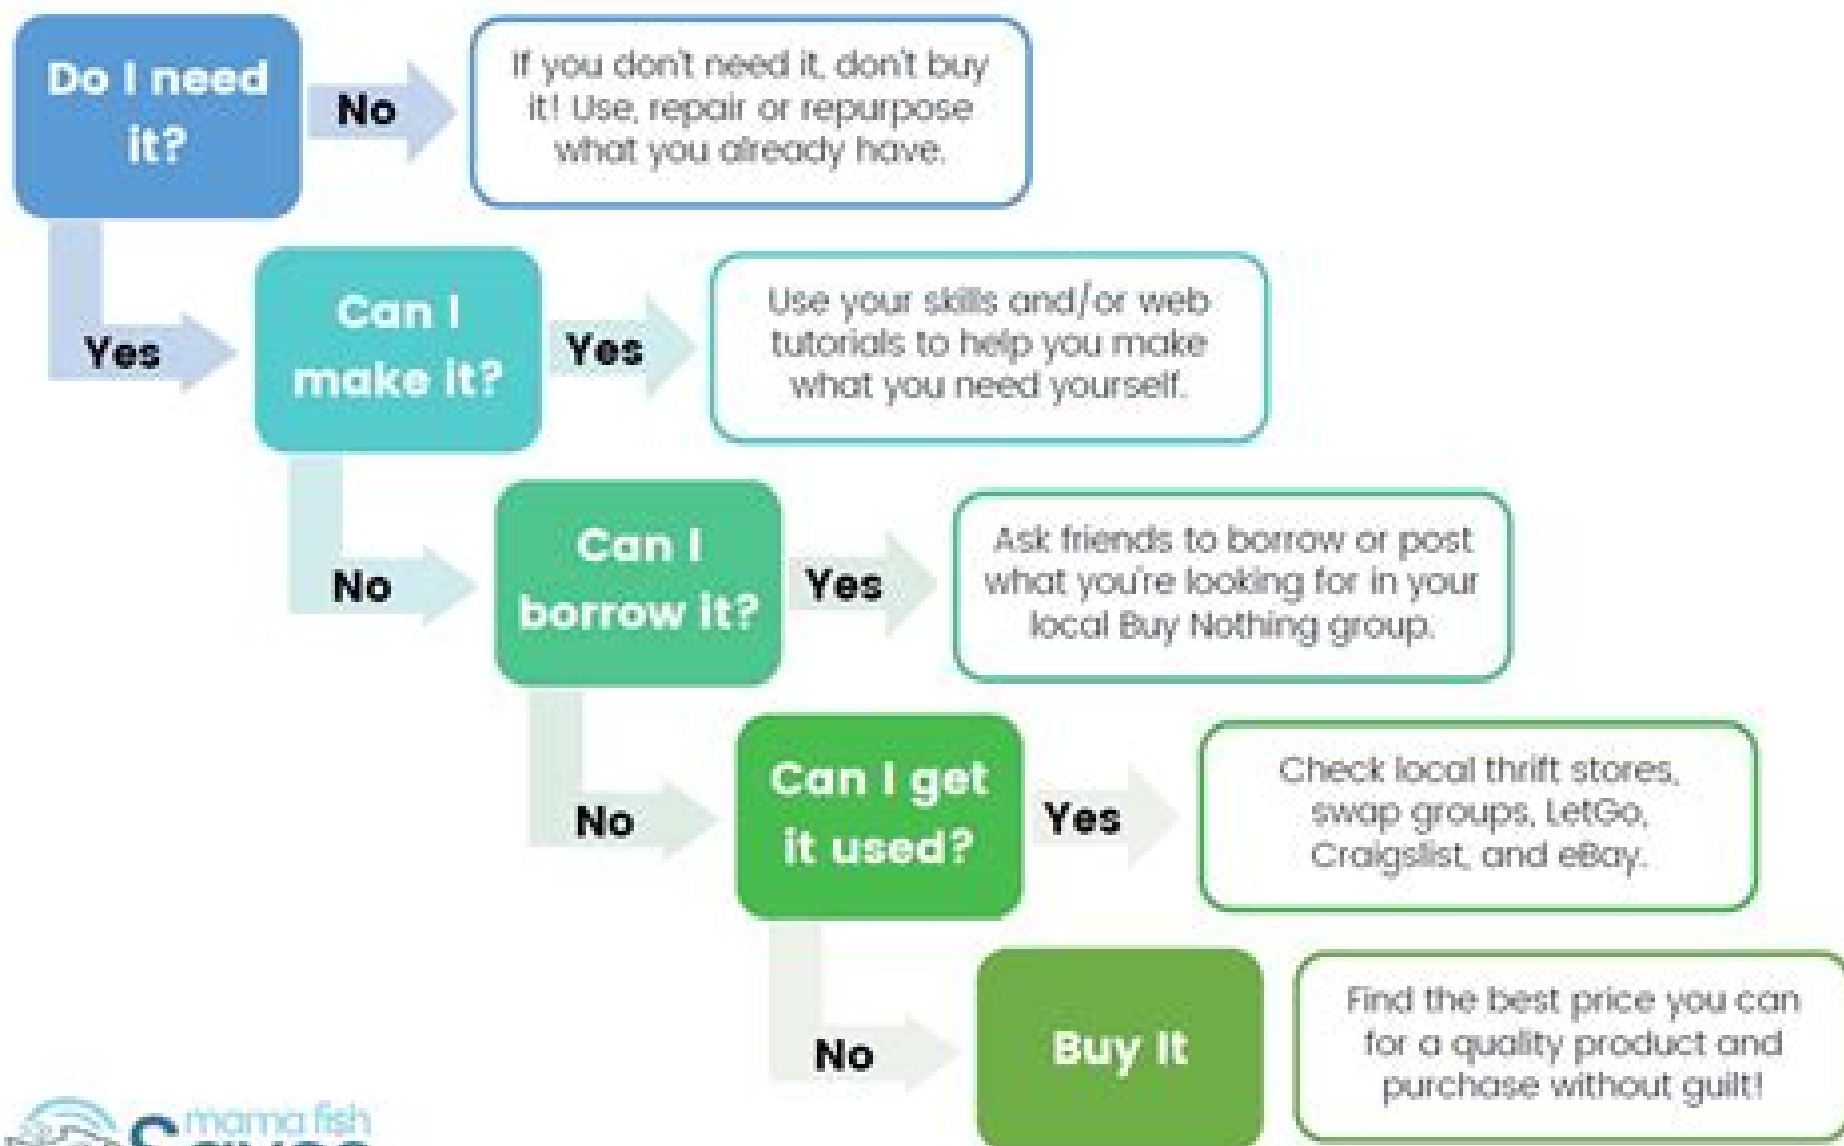 Do I need
it?
No
If you don't need it, don't buy
it! Use, repair or repurpose
what you already have.
Yes
Can I
make it?
Yes
Use your skills and/or web
tutorials to help you make
what you need yourself.
No
Can I
borrow it?
Yes
Ask friends to borrow or post
what you're looking for in your
local Buy Nothing group.
No
Can I get
it used?
Yes
Check local thrift stores,
swap groups, LetGo,
Craigslist, and eBay.
No
Buy It
Find the best price you can
for a quality product and
purchase without guilt!
mama fish
Saves